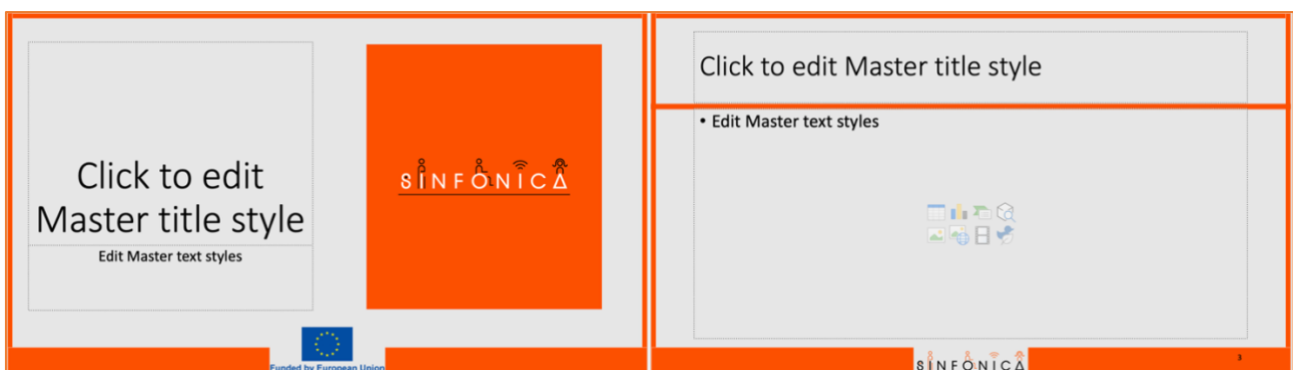 Click to edit
Master title style
Edit Master text styles
SINFONICA
Funded by European Union
Click to edit Master title style
• Edit Master text styles
SINFONICA
3